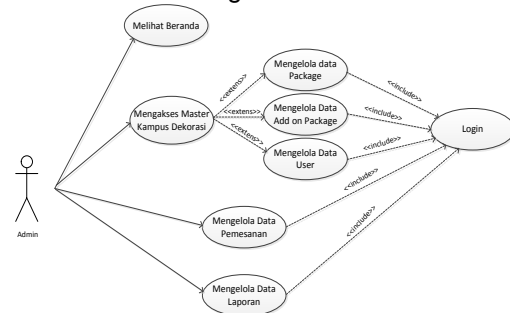 Melihat Beranda
Mengelola data
Package
<<extens>>
<<include>>
Mengakses Master
Kampus Dekorasi
<<extens>>
Mengelola Data
Add on Package
<<include>>
Login
<<extens>>
Mengelola Data
User
<<include>>
Admin
Mengelola Data
Pemesanan
<<include>>
Mengelola Data
Laporan
<<include>>